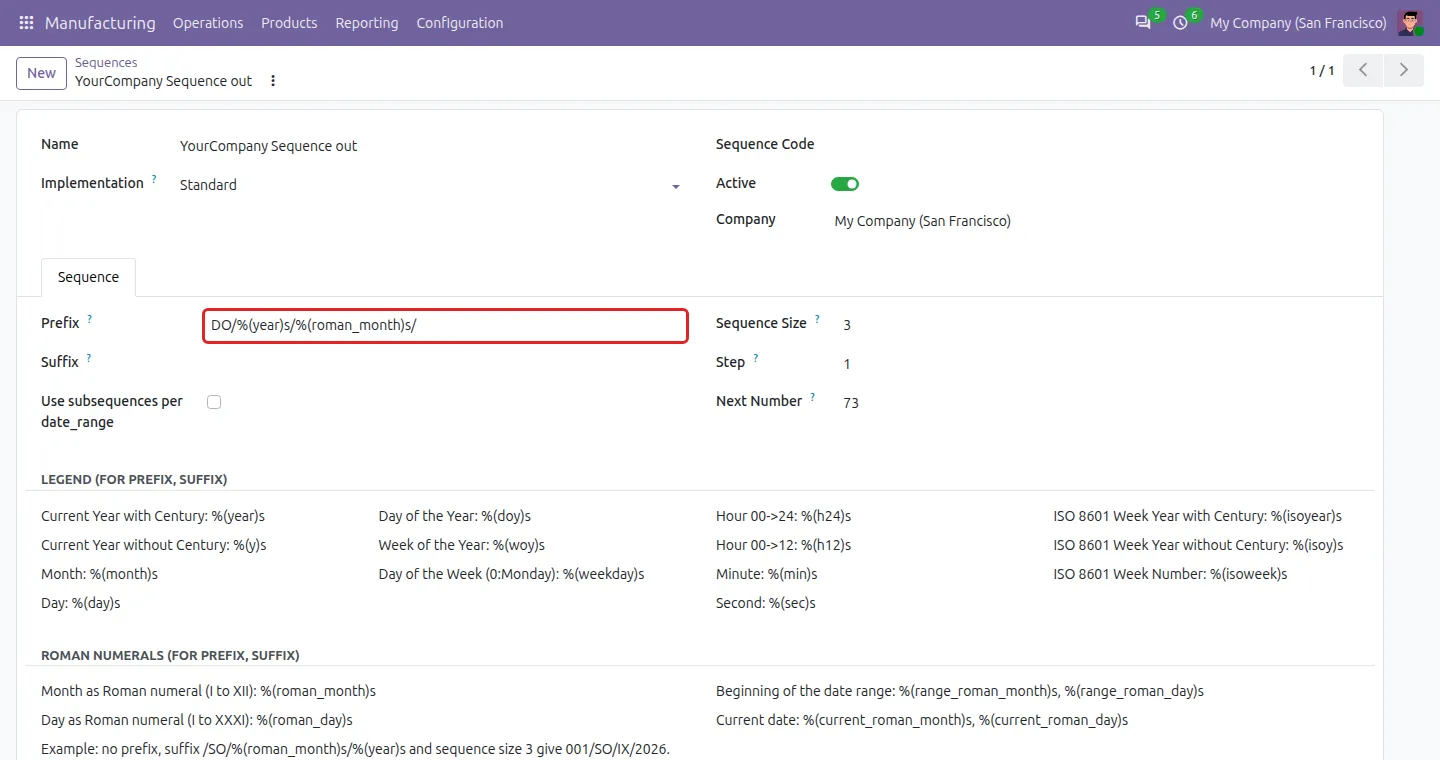 Manufacturing Operations Products Reporting Configuration 5 6 My Company (San Francisco)
New Sequences
YourCompany Sequence out 1 / 1
Name YourCompany Sequence out Sequence Code
Implementation ? Standard Active
Company My Company (San Francisco)
Sequence
Prefix ? DO/%(year)s/%(roman_month)s/ Sequence Size ? 3
Suffix ? Step ? 1
Use subsequences per Next Number ? 73
date_range
LEGEND (FOR PREFIX, SUFFIX)
Current Year with Century: %(year)s Day of the Year: %(doy)s Hour 00->24: %(h24)s ISO 8601 Week Year with Century: %(isoyear)s
Current Year without Century: %(y)s Week of the Year: %(woy)s Hour 00->12: %(h12)s ISO 8601 Week Year without Century: %(isoy)s
Month: %(month)s Day of the Week (0:Monday): %(weekday)s Minute: %(min)s ISO 8601 Week Number: %(isoweek)s
Day: %(day)s Second: %(sec)s
ROMAN NUMERALS (FOR PREFIX, SUFFIX)
Month as Roman numeral (I to XII): %(roman_month)s Beginning of the date range: %(range_roman_month)s, %(range_roman_day)s
Day as Roman numeral (I to XXXI): %(roman_day)s Current date: %(current_roman_month)s, %(current_roman_day)s
Example: no prefix, suffix /SO/%(roman_month)s/%(year)s and sequence size 3 give 001/SO/IX/2026.